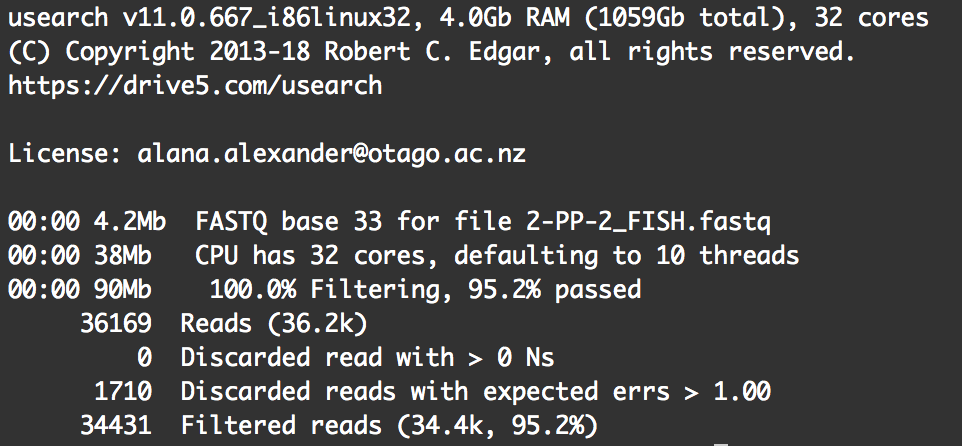 usearch v11.0.667_i86linux32, 4.0Gb RAM (1059Gb total), 32 cores
(C) Copyright 2013-18 Robert C. Edgar, all rights reserved.
https://drive5.com/usearch

License: alana.alexander@otago.ac.nz

00:00 4.2Mb  FASTQ base 33 for file 2-PP-2_FISH.fastq
00:00 38Mb   CPU has 32 cores, defaulting to 10 threads
00:00 90Mb    100.0% Filtering, 95.2% passed
     36169  Reads (36.2k)
         0  Discarded read with > 0 Ns
      1710  Discarded reads with expected errs > 1.00
     34431  Filtered reads (34.4k, 95.2%)